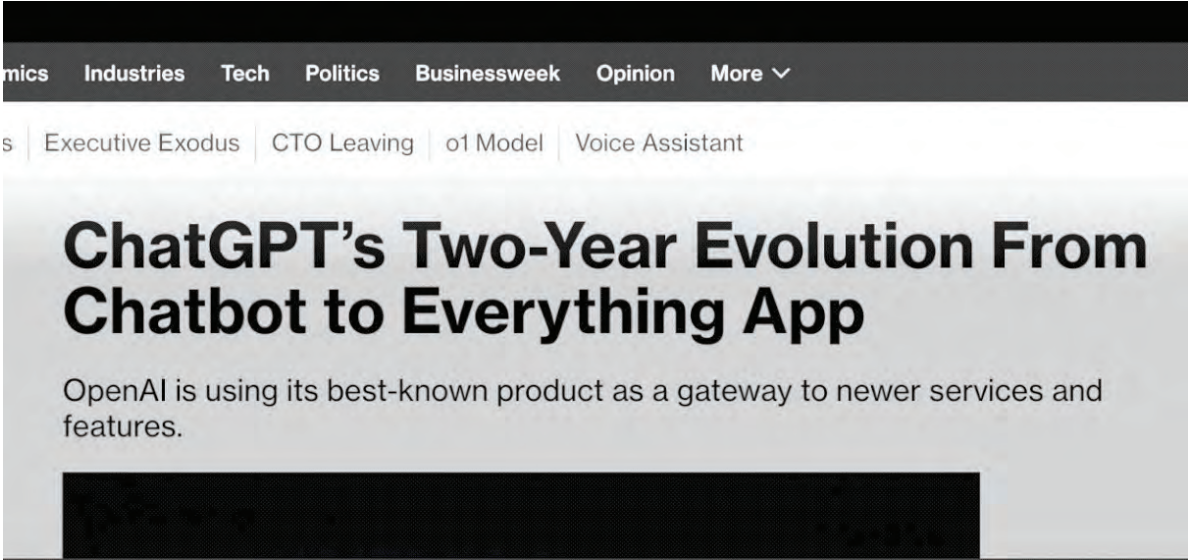 mics Industries Tech Politics Businessweek Opinion More
s Executive Exodus CTO Leaving o1 Model Voice Assistant
ChatGPT’s Two-Year Evolution From
Chatbot to Everything App
OpenAI is using its best-known product as a gateway to newer services and
features.